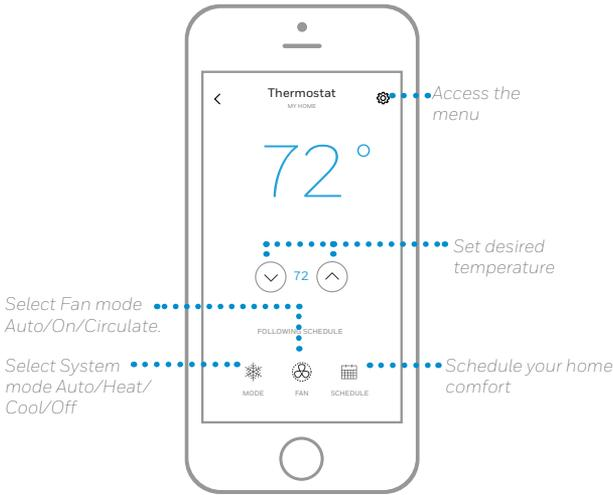 Thermostat
MY HOME
Access the
menu
72°
Set desired
temperature
72
Select Fan mode
Auto/On/Circulate.
FOLLOWING SCHEDULE
Select System
mode Auto/Heat/
Cool/Off
MODE
FAN
SCHEDULE
Schedule your home
comfort